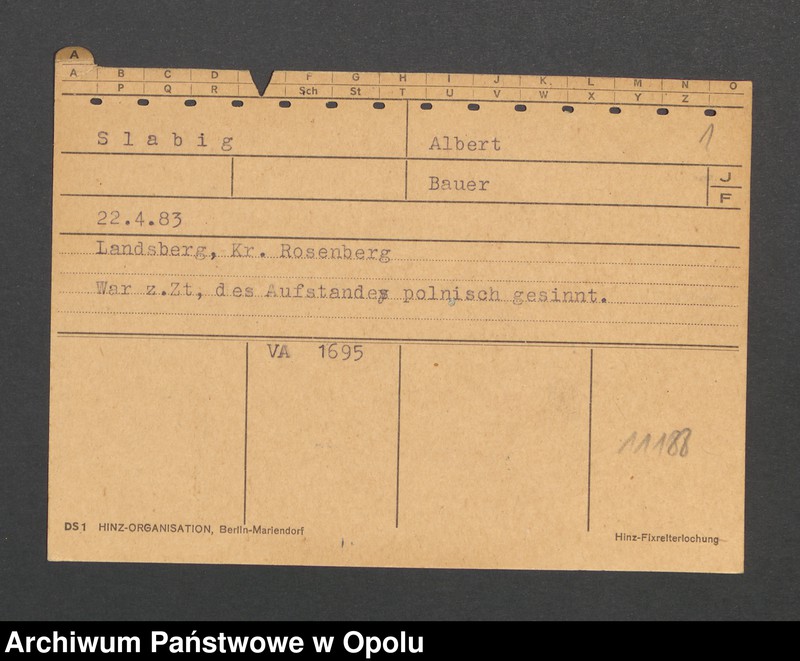 A
A B C D F G H I J K L M N O
P Q R Sch St T U V W X Y Z
Slabig Albert 1
Bauer J
F
22.4.83
Landsberg, Kr. Rosenberg
War z.Zt, des Aufstandes polnisch gesinnt.
VA 1695
11188
DS1 HINZ-ORGANISATION, Berlin-Mariendorf
Hinz-Fixreiterlochung
Archiwum Państwowe w Opolu